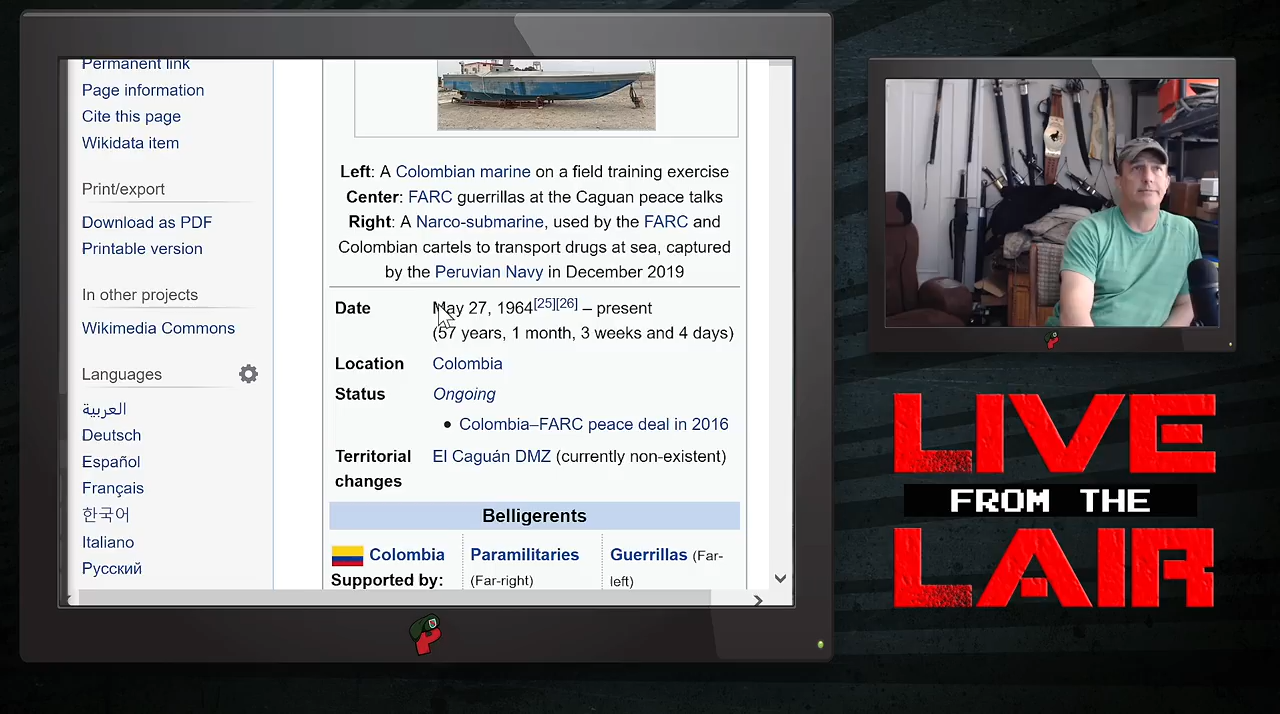 Permanent link
Page information
Cite this page
Wikidata item
Print/export
Download as PDF
Printable version
In other projects
Wikimedia Commons
Languages
العربية
Deutsch
Español
Français
한국어
Italiano
Русский
Left: A Colombian marine on a field training exercise
Center: FARC guerrillas at the Caguan peace talks
Right: A Narco-submarine, used by the FARC and
Colombian cartels to transport drugs at sea, captured
by the Peruvian Navy in December 2019
Date May 27, 1964[25][26] – present
(57 years, 1 month, 3 weeks and 4 days)
Location Colombia
Status Ongoing
• Colombia–FARC peace deal in 2016
Territorial changes El Caguán DMZ (currently non-existent)
Belligerents
Colombia
Supported by:
Paramilitaries
(Far-right)
Guerrillas (Far-
left)
LIVE
FROM THE
LAIR